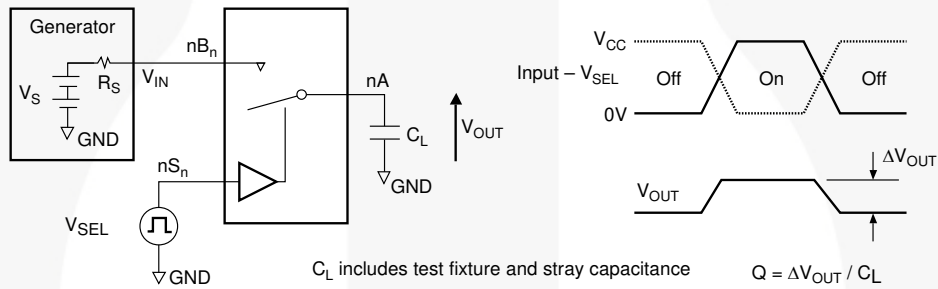 Generator
nBn
VS
RS
VIN
GND
nA
CL
VOUT
GND
nSn
VSEL
GND
VCC
Input – VSEL
0V
Off
On
Off
VOUT
ΔVOUT
CL includes test fixture and stray capacitance
Q = ΔVOUT / CL